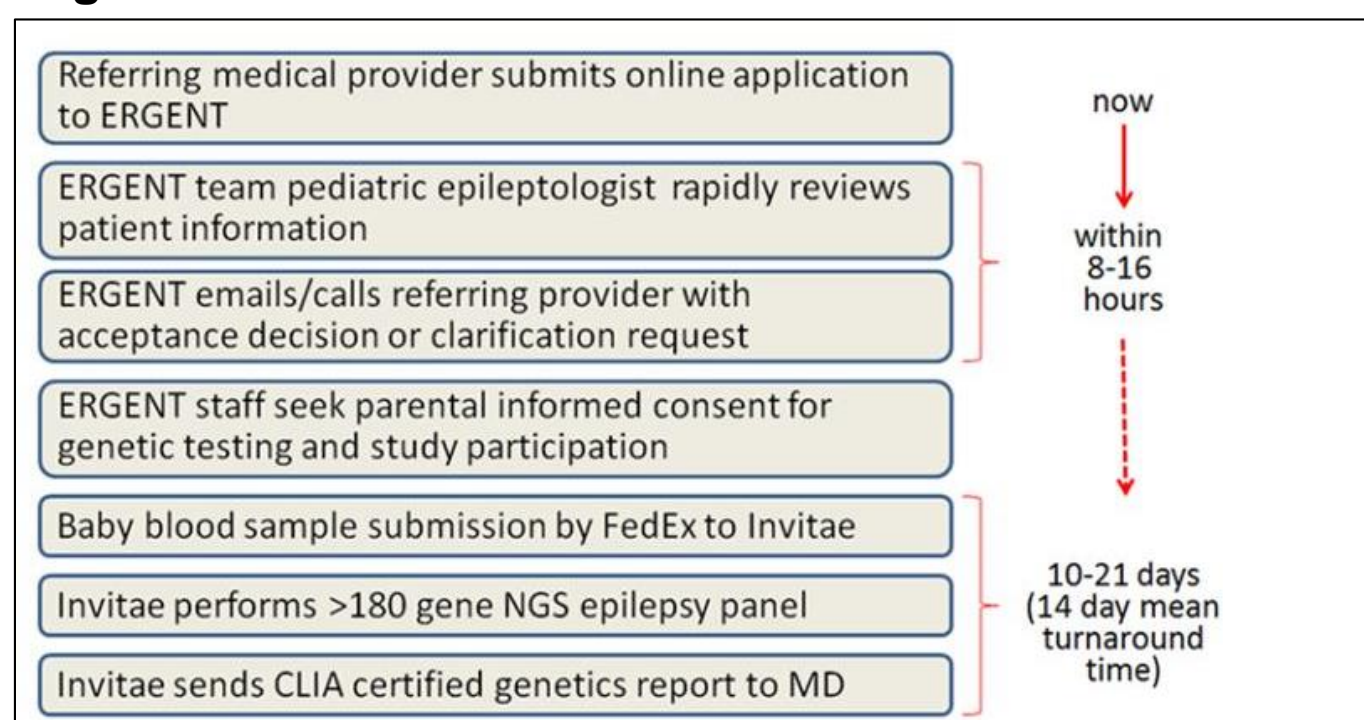 Referring medical provider submits online application
to ERGENT
now
ERGENT team pediatric epileptologist rapidly reviews
patient information
ERGENT emails/calls referring provider with
acceptance decision or clarification request
within
8-16
hours
ERGENT staff seek parental informed consent for
genetic testing and study participation
Baby blood sample submission by FedEx to Invitae
Invitae performs >180 gene NGS epilepsy panel
Invitae sends CLIA certified genetics report to MD
10-21 days
(14 day mean
turnaround
time)